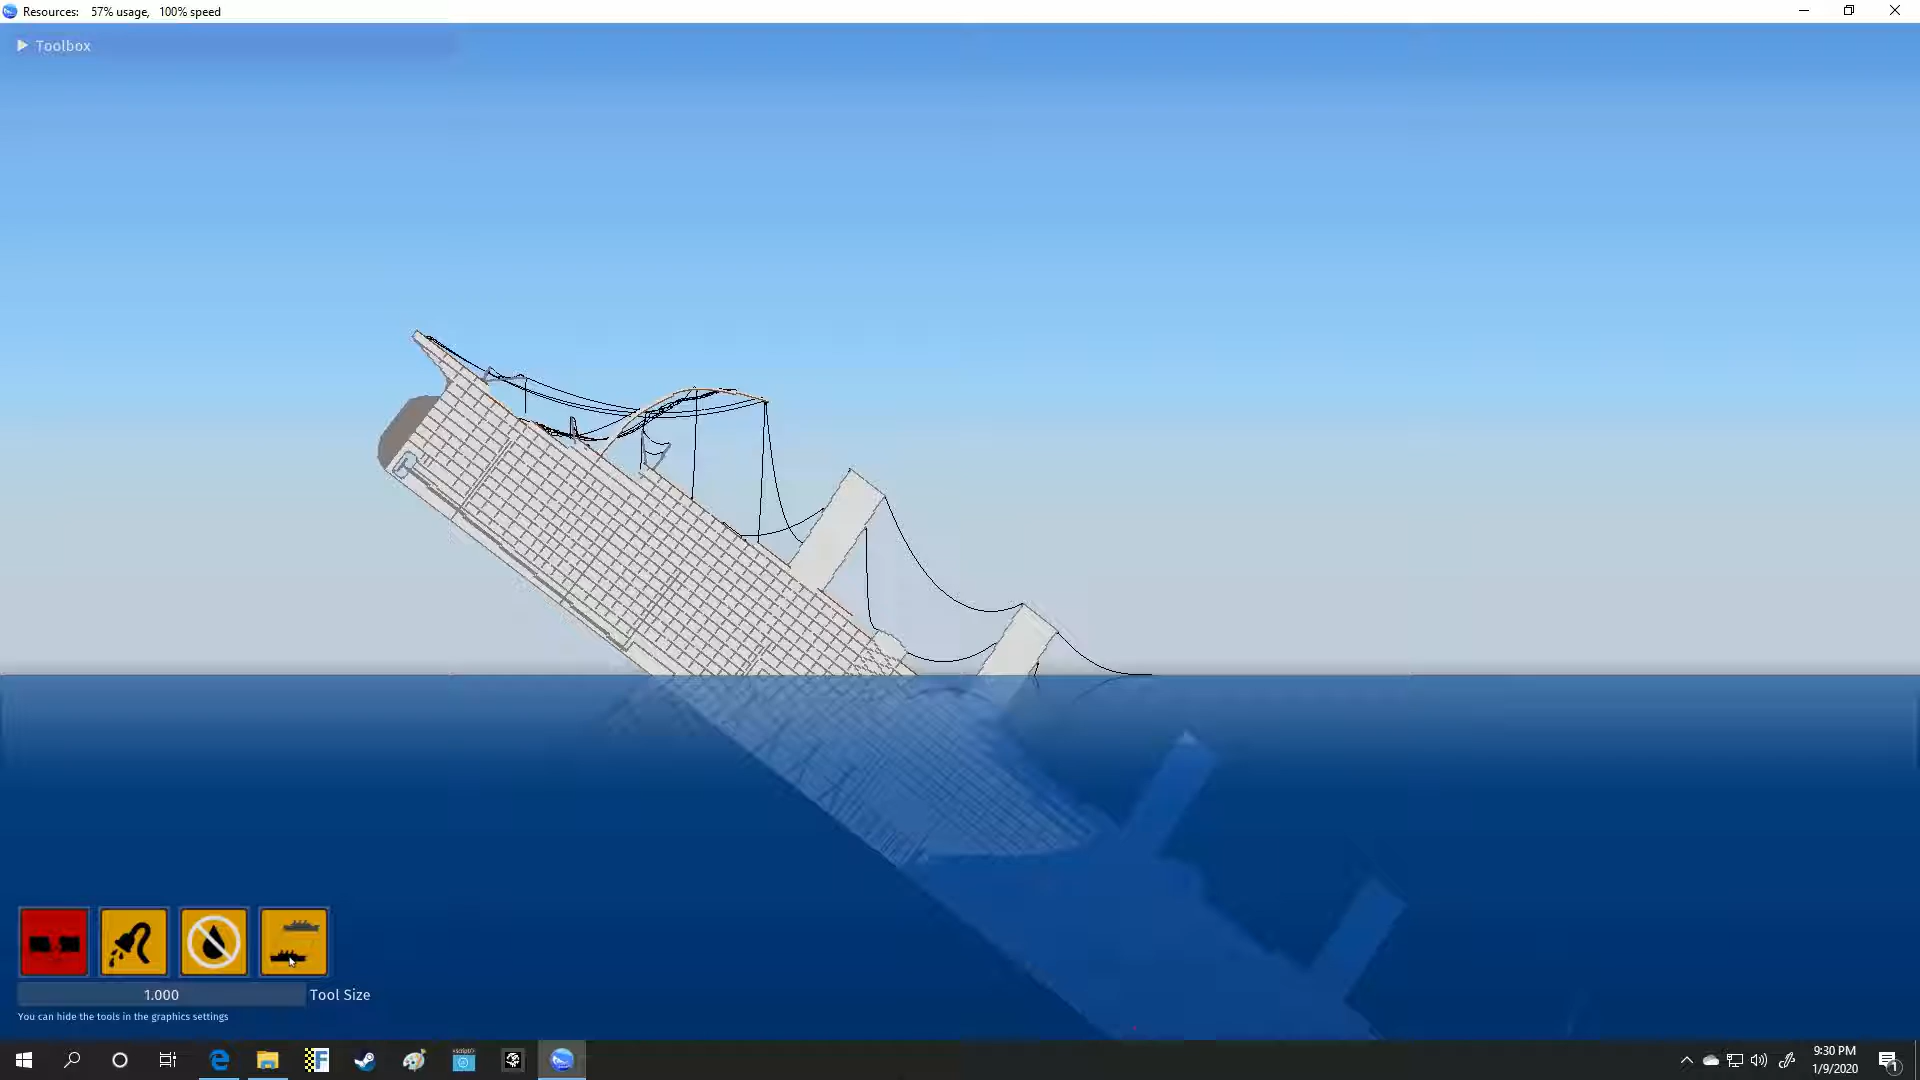 Resources: 57% usage, 100% speed
Toolbox
1.000 Tool Size
You can hide the tools in the graphics settings
9:30 PM
1/9/2020
1